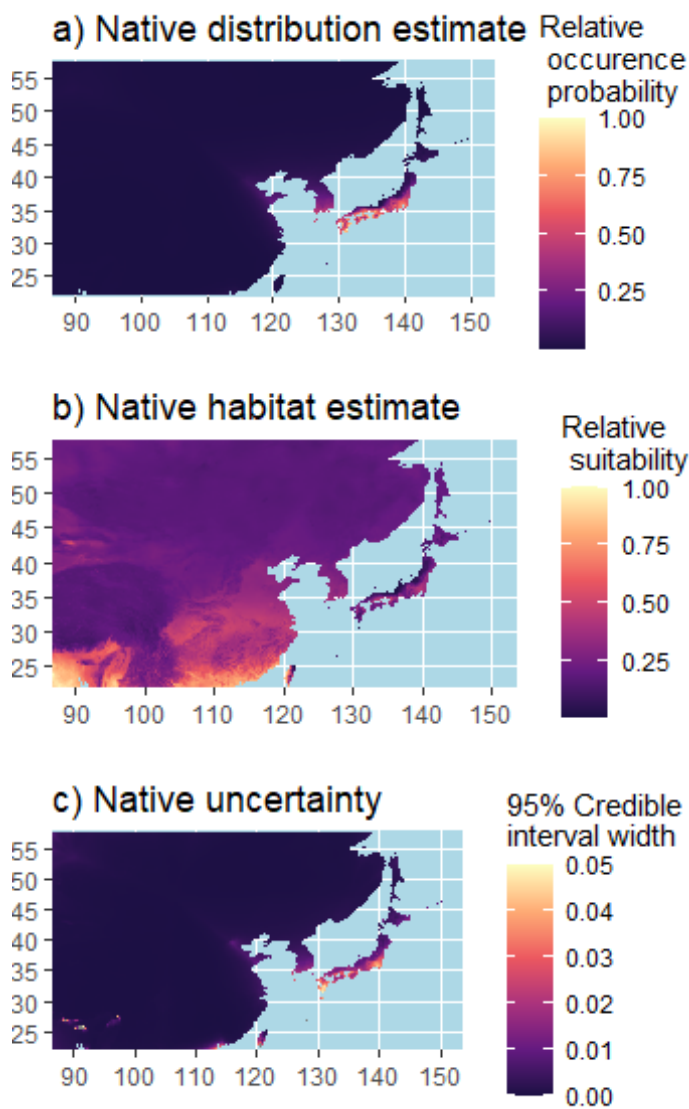 a) Native distribution estimate
Relative
occurence
probability
55
50
45
40
35
30
25
90 100 110 120 130 140 150
1.00
0.75
0.50
0.25
b) Native habitat estimate
Relative
suitability
55
50
45
40
35
30
25
90 100 110 120 130 140 150
1.00
0.75
0.50
0.25
c) Native uncertainty
95% Credible
interval width
55
50
45
40
35
30
25
90 100 110 120 130 140 150
0.05
0.04
0.03
0.02
0.01
0.00